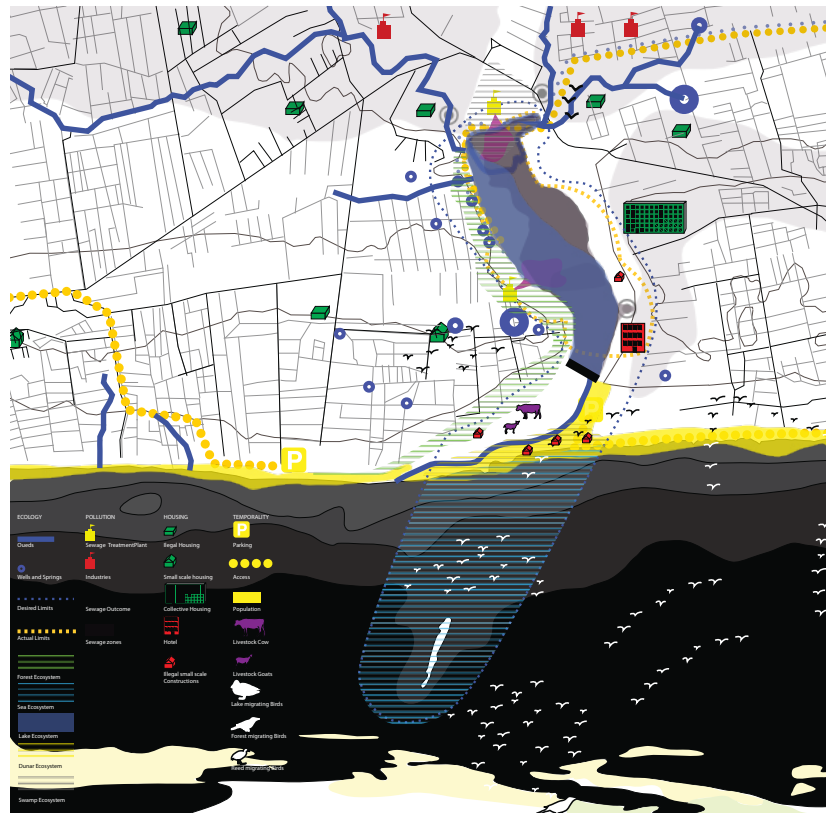 P
P
ECOLOGY
POLLUTION
HOUSING
TEMPORALITY
P
Oueds
Sewage TreatmentPlant
Ilegal Housing
Parking
Wells and Springs
Industries
Small scale housing
Access
Desired Limits
Sewage Outcome
Collective Housing
Population
Actual Limits
Sewage zones
Hotel
Livestock Cow
Forest Ecosystem
Illegal small scale
Constructions
Livestock Goats
Sea Ecosystem
Lake migrating Birds
Lake Ecosystem
Forest migrating Birds
Dunar Ecosystem
Reed migrating Birds
Swamp Ecosystem